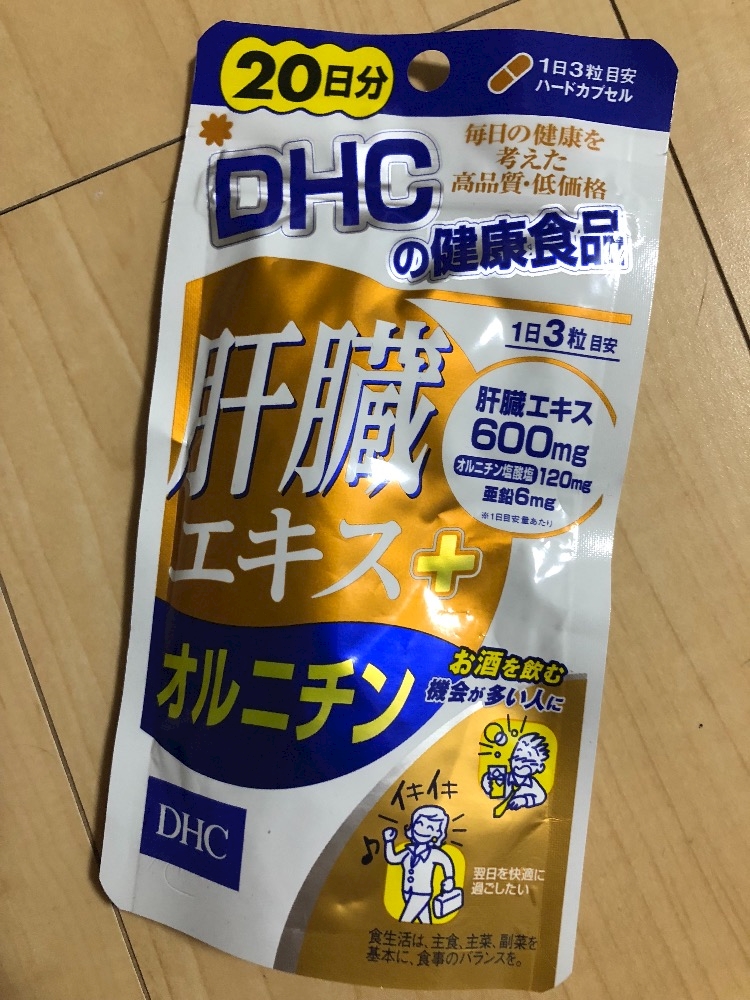 20日分
1日3粒目安
ハードカプセル
毎日の健康を
考えた
高品質・低価格
DHC
の健康食品
1日3粒目安
肝臓エキス
600mg
オルニチン塩酸塩120mg
亜鉛6mg
※1日目安量あたり
肝臓
エキス+
オルニチン
お酒を飲む
機会が多い人に
イキイキ
翌日を快適に
過ごしたい
DHC
食生活は、主食、主菜、副菜を
基本に、食事のバランスを。